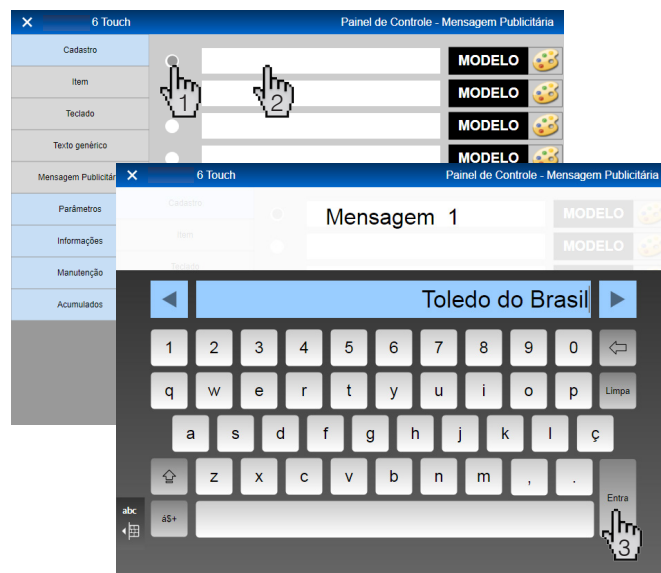 6 Touch
Painel de Controle - Mensagem Publicitária
Cadastro
Item
Teclado
Texto genérico
Mensagem Publicitár
Parâmetros
Informações
Manutenção
Acumulados
MODELO
MODELO
MODELO
MODELO
1
2
6 Touch
Painel de Controle - Mensagem Publicitária
Cadastro
Item
Teclado
Mensagem 1
MODELO
MODELO
Toledo do Brasil
1 2 3 4 5 6 7 8 9 0
q w e r t y u i o p Limpa
a s d f g h j k l ç
z x c v b n m , .
Entra
abc
á$+
3